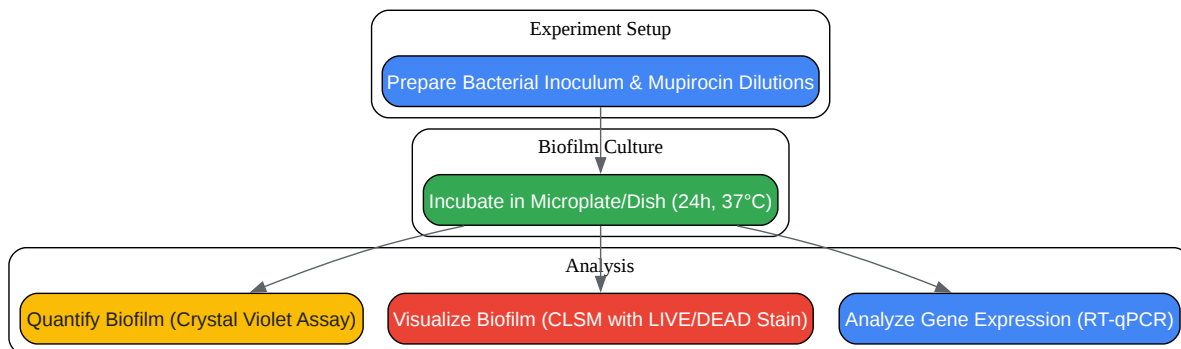 Experiment Setup
Prepare Bacterial Inoculum & Mupirocin Dilutions
Biofilm Culture
Incubate in Microplate/Dish (24h, 37°C)
Analysis
Quantify Biofilm (Crystal Violet Assay)
Visualize Biofilm (CLSM with LIVE/DEAD Stain)
Analyze Gene Expression (RT-qPCR)